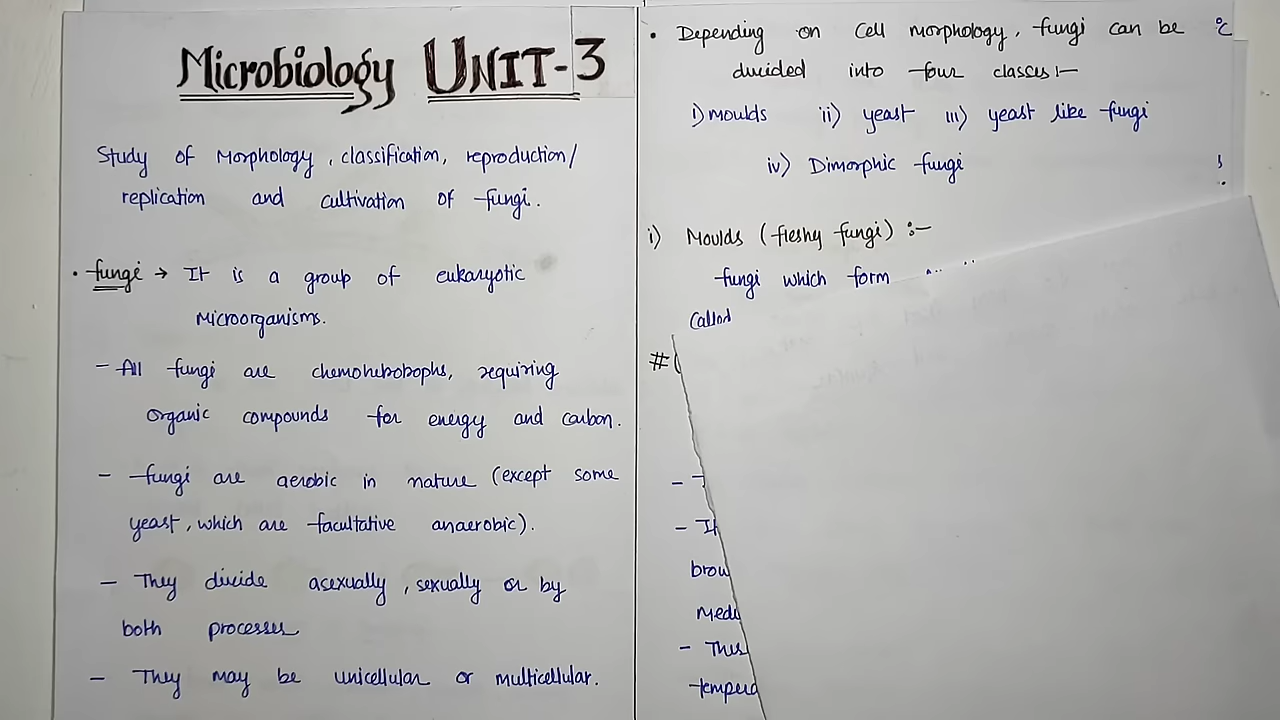 Microbiology UNIT-3
Study of Morphology, classification, reproduction/
replication and cultivation of fungi.
• fungi → It is a group of eukaryotic
Microorganisms.
- All fungi are chemoheterotrophs, requiring
organic compounds for energy and carbon.
- fungi are aerobic in nature (except some
yeast, which are facultative anaerobic).
- They divide asexually, sexually or by
both processes
- They may be unicellular or multicellular.
• Depending on cell morphology, fungi can be
divided into four classes :-
i) moulds ii) yeast iii) yeast like fungi
iv) Dimorphic fungi
i) Moulds (fleshy fungi) :-
fungi which form
Called
#(
-
- It
brow
Medi
- This
tempera
°C